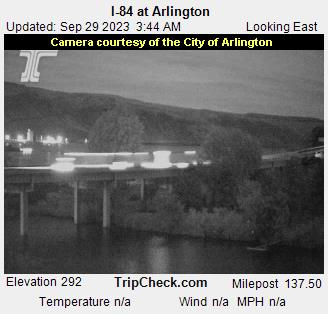 I-84 at Arlington
Updated: Sep 29 2023 3:44 AM Looking East
Camera courtesy of the City of Arlington
Elevation 292 TripCheck.com Milepost 137.50
Temperature n/a Wind n/a MPH n/a